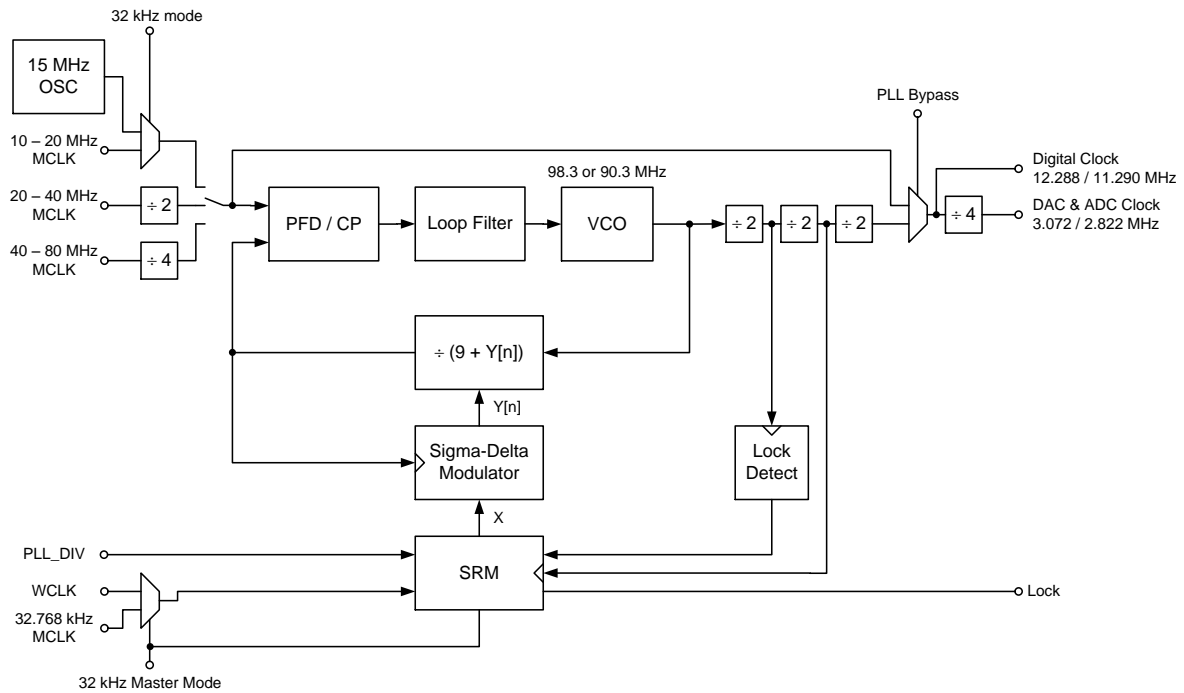 32 kHz mode
15 MHz
OSC
10 – 20 MHz
MCLK
20 – 40 MHz
MCLK
÷ 2
40 – 80 MHz
MCLK
÷ 4
PFD / CP
Loop Filter
98.3 or 90.3 MHz
VCO
÷ 2
÷ 2
÷ 2
PLL Bypass
Digital Clock
12.288 / 11.290 MHz
÷ 4
DAC & ADC Clock
3.072 / 2.822 MHz
÷ (9 + Y[n])
Y[n]
Sigma-Delta
Modulator
Lock
Detect
X
PLL_DIV
SRM
WCLK
32.768 kHz
MCLK
Lock
32 kHz Master Mode